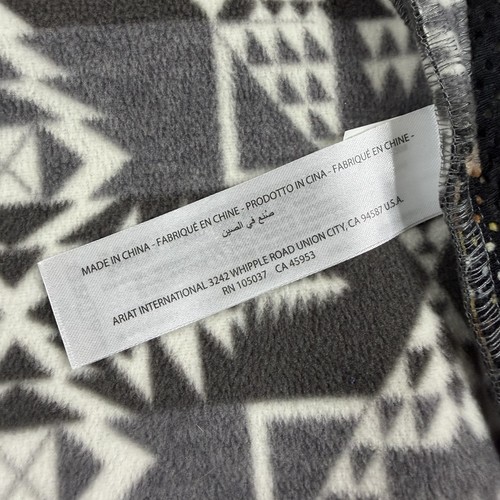 MADE IN CHINA - FABRIQUÉ EN CHINE - PRODOTTO IN CINA - FABRIQUÉ EN CHINE -
صنع في الصين
ARIAT INTERNATIONAL 3242 WHIPPLE ROAD UNION CITY, CA 94587 U.S.A.
RN 105037 CA 45953